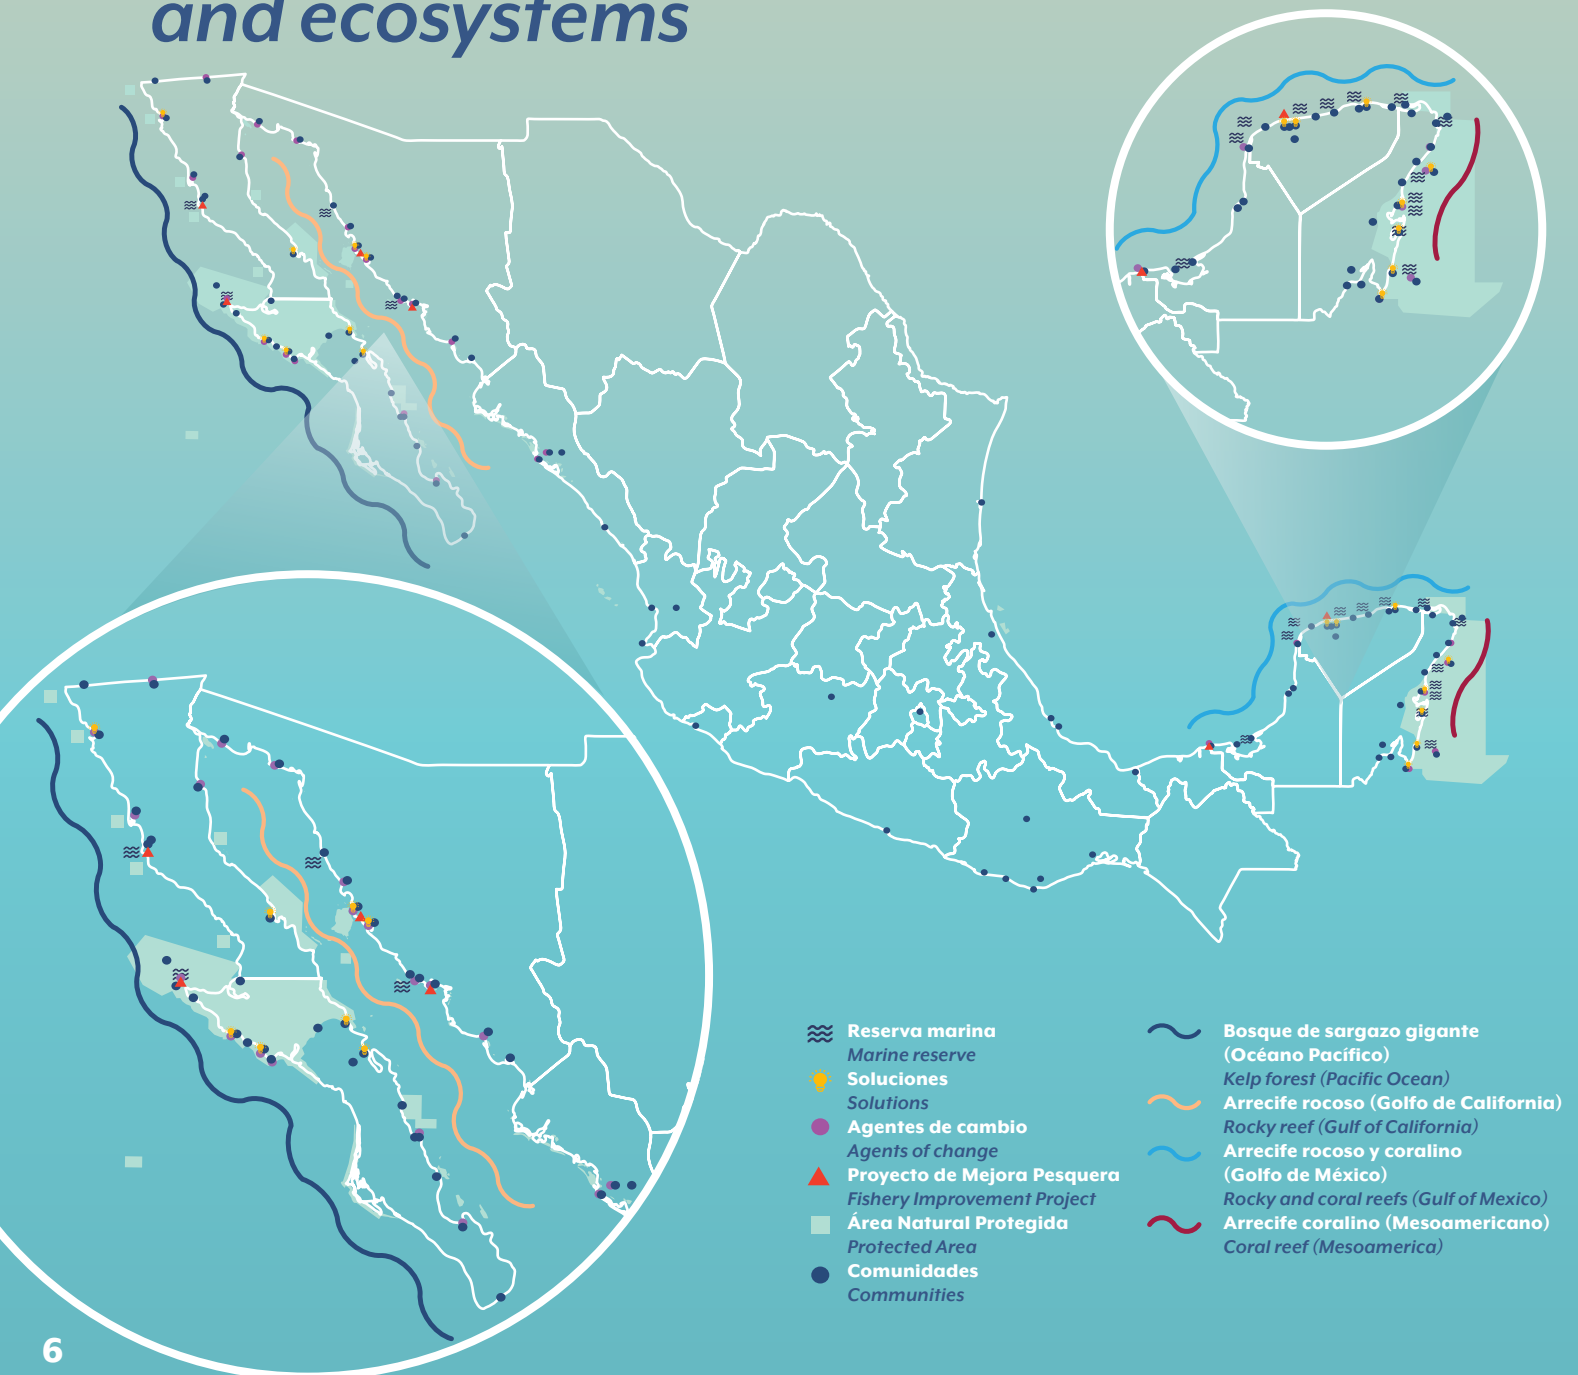 and ecosystems
Reserva marina
Marine reserve
Soluciones
Solutions
Agentes de cambio
Agents of change
Proyecto de Mejora Pesquera
Fishery Improvement Project
Área Natural Protegida
Protected Area
Comunidades
Communities
Bosque de sargazo gigante
(Océano Pacífico)
Kelp forest (Pacific Ocean)
Arrecife rocoso (Golfo de California)
Rocky reef (Gulf of California)
Arrecife rocoso y coralino
(Golfo de México)
Rocky and coral reefs (Gulf of Mexico)
Arrecife coralino (Mesoamericano)
Coral reef (Mesoamerica)
6